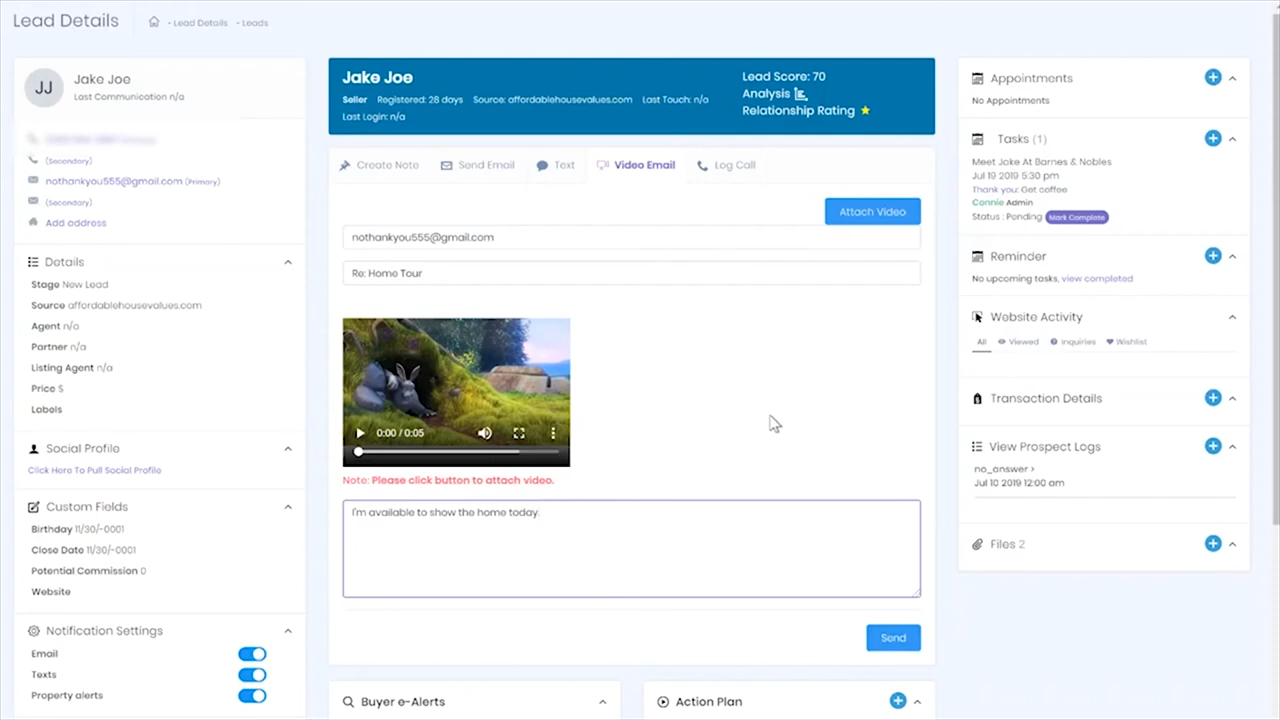 Lead Details
- Lead Details - Leads
JJ
Jake Joe
Last Communication n/a
(Secondary)
nothankyou555@gmail.com (Primary)
(Secondary)
Add address
Details
Stage New Lead
Source affordablehousevalues.com
Agent n/a
Partner n/a
Listing Agent n/a
Price $
Labels
Social Profile
Click Here To Pull Social Profile
Custom Fields
Birthday 11/30/-0001
Close Date 11/30/-0001
Potential Commission 0
Website
Notification Settings
Email
Texts
Property alerts
Jake Joe
Seller Registered: 28 days Source: affordablehousevalues.com Last Touch: n/a
Last Login: n/a
Lead Score: 70
Analysis
Relationship Rating
Create Note Send Email Text Video Email Log Call
Attach Video
nothankyou555@gmail.com
Re: Home Tour
0:00 / 0:05
Note: Please click button to attach video.
I'm available to show the home today.
Send
Buyer e-Alerts
Action Plan
Appointments
No Appointments
Tasks (1)
Meet Jake At Barnes & Nobles
Jul 19 2019 5:30 pm
Thank you: Get coffee
Connie Admin
Status : Pending Mark Complete
Reminder
No upcoming tasks, view completed
Website Activity
All Viewed Inquiries Wishlist
Transaction Details
View Prospect Logs
no_answer >
Jul 10 2019 12:00 am
Files 2